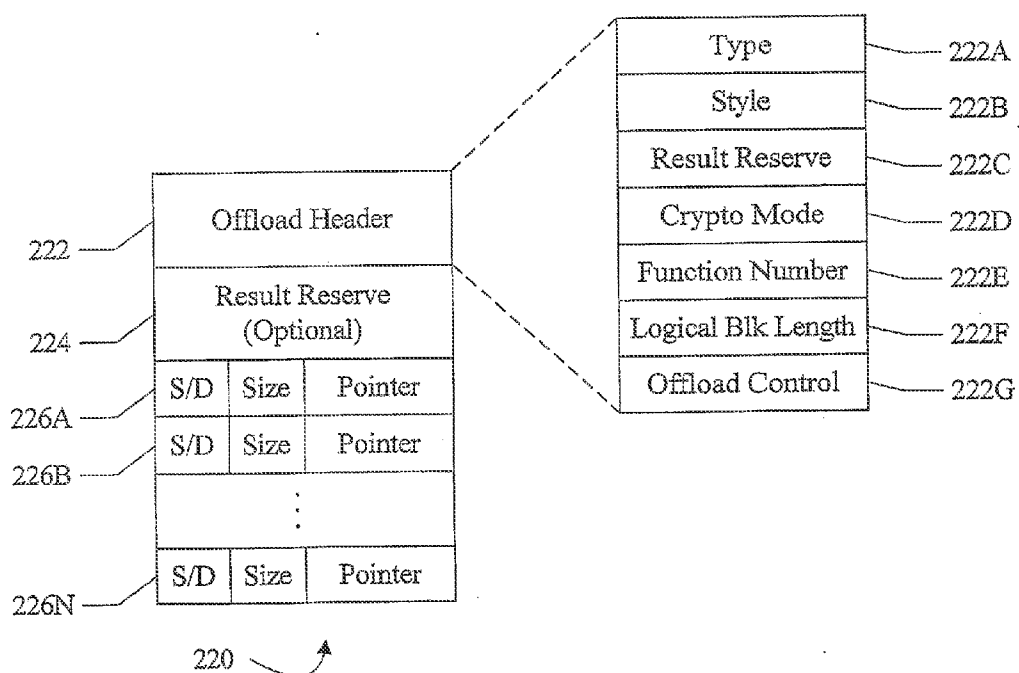 Type
222A
Style
222B
Result Reserve
222C
Crypto Mode
222D
Function Number
222E
Logical Blk Length
222F
Offload Control
222G
Offload Header
222
Result Reserve
(Optional)
224
S/D Size Pointer
226A
S/D Size Pointer
226B
S/D Size Pointer
226N
220